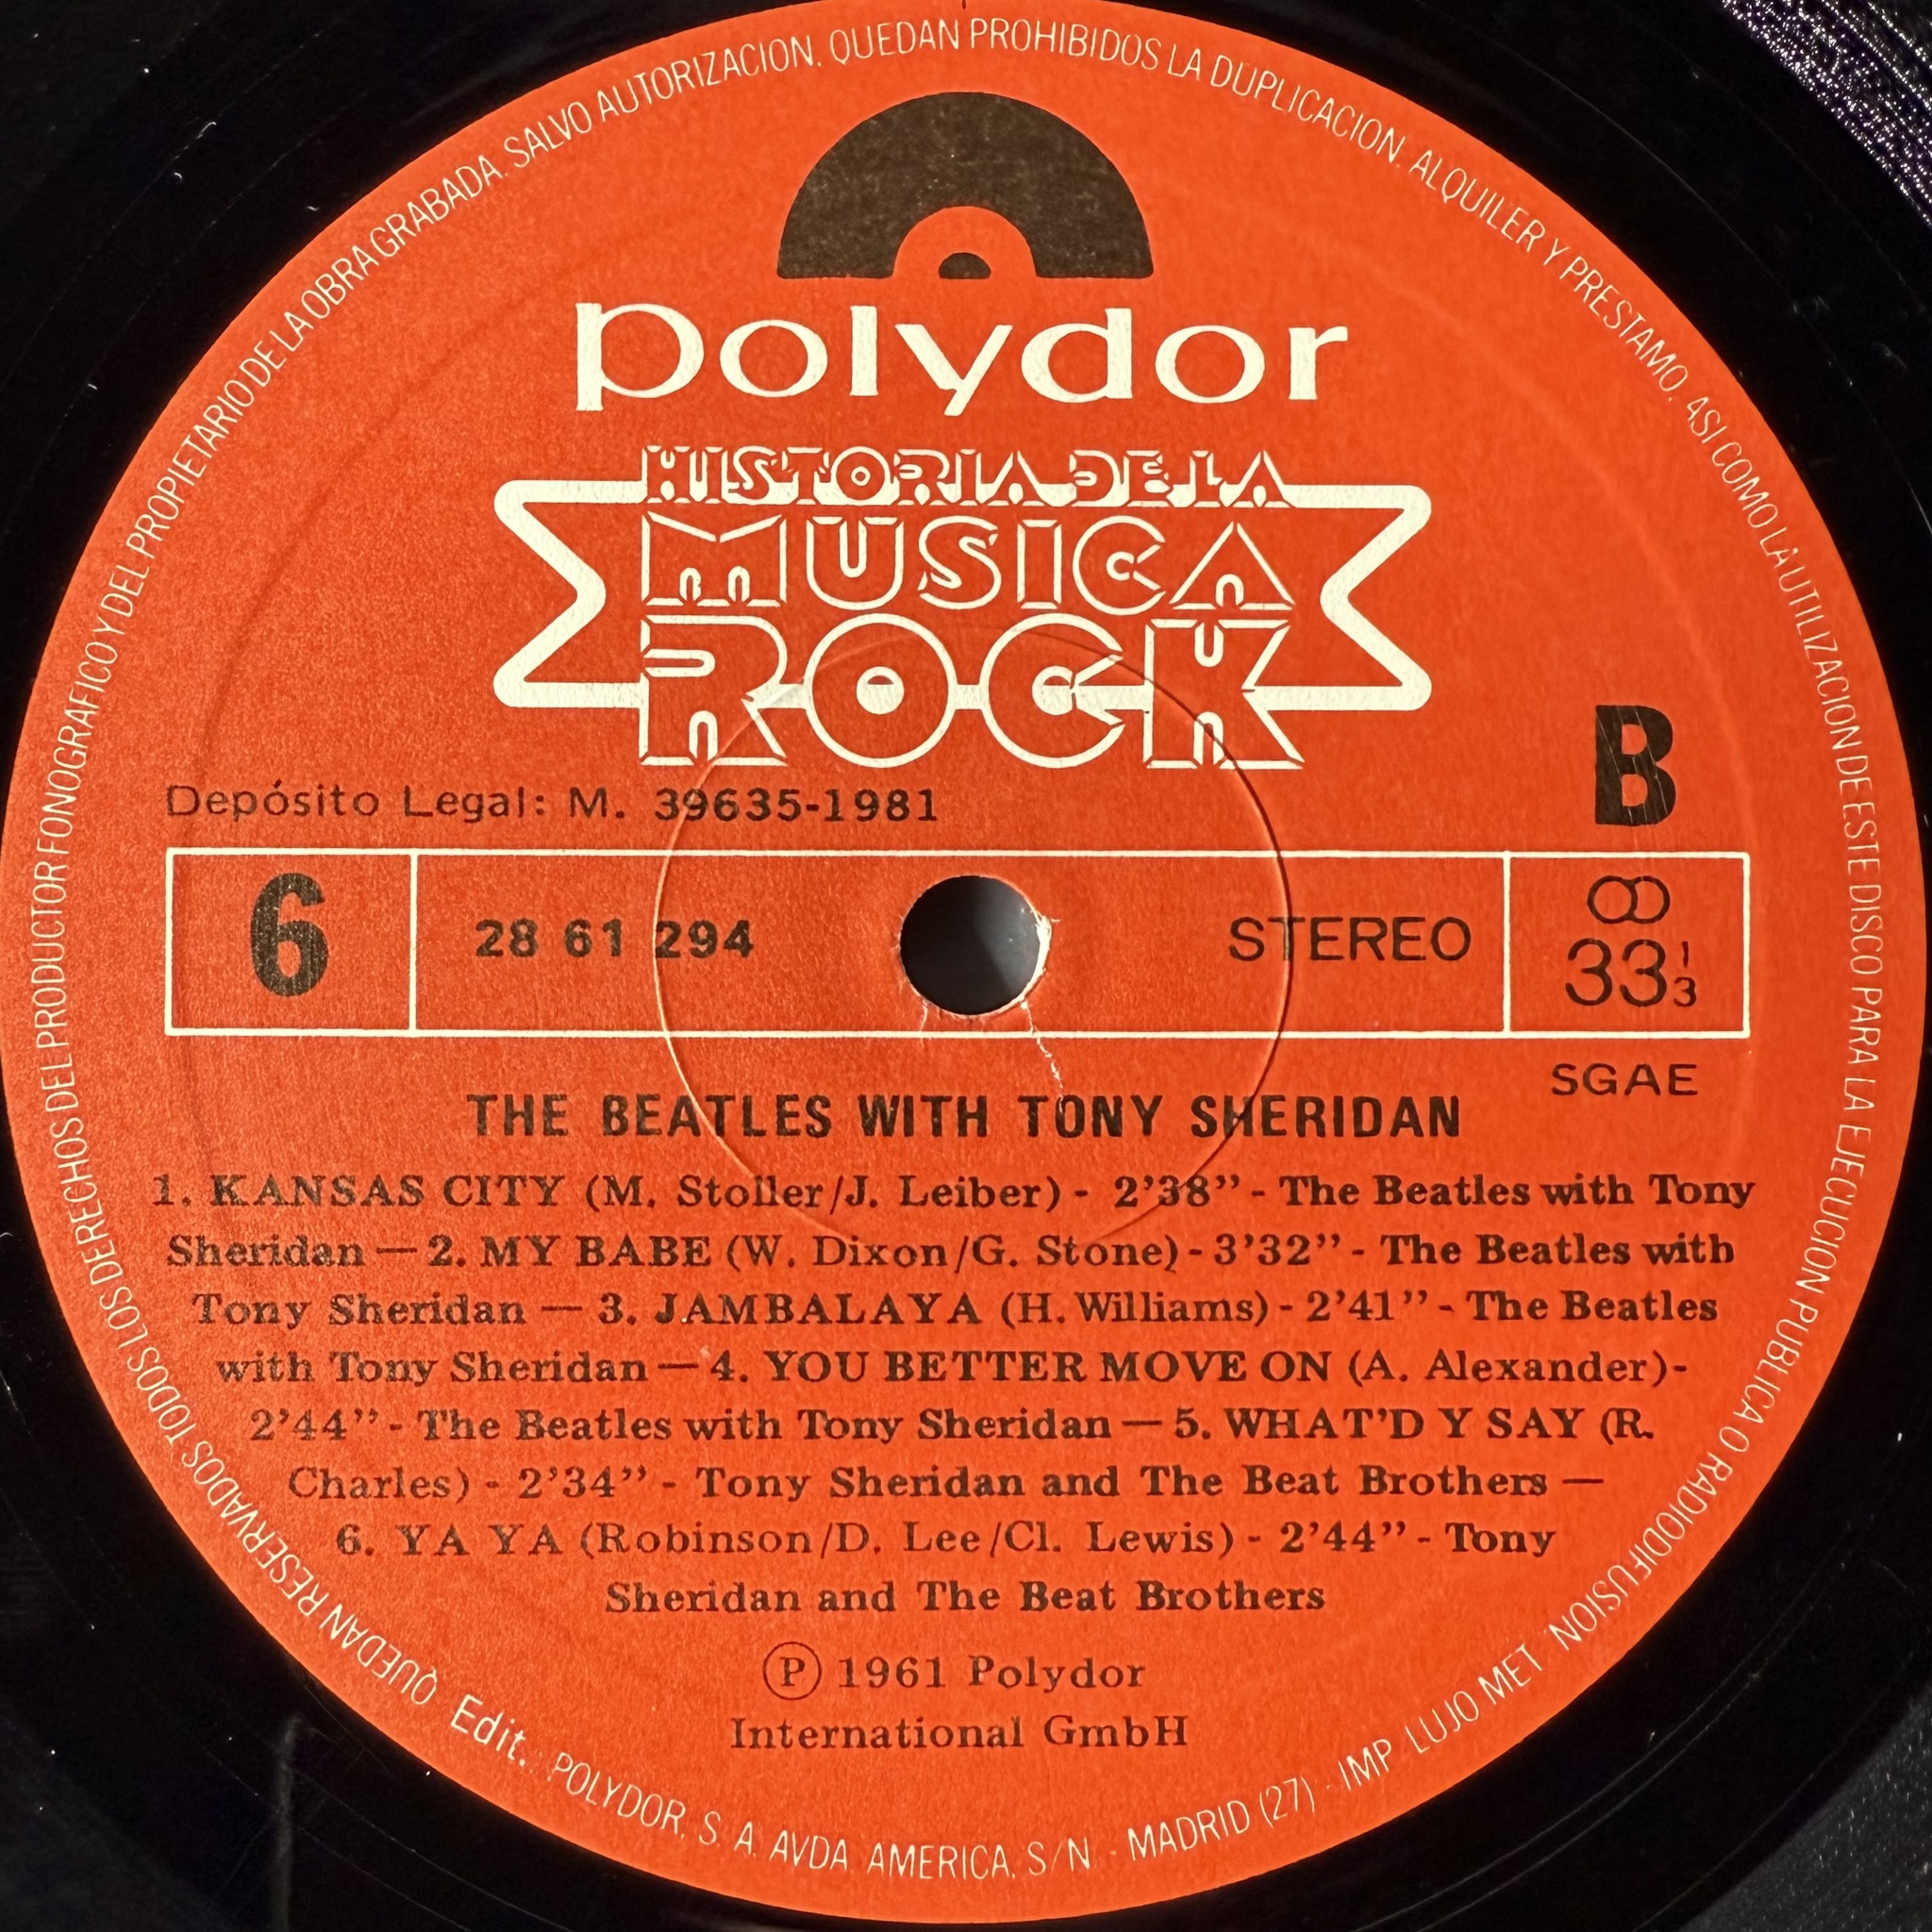 QUEDAN RESERVADOS TODOS LOS DERECHOS DEL PRODUCTOR FONOGRAFICO Y DEL PROPIETARIO DE LA OBRA GRABADA. SALVO AUTORIZACION. QUEDAN PROHIBIDOS LA DUPLICACION. ALQUILER Y PRESTAMO. ASI COMO LA UTILIZACION DE ESTE DISCO PARA LA EJECUCION PUBLICA O RADIODIFUSION
polydor
HISTORIA DE LA
MUSICA
ROCK
Depósito Legal: M. 39635-1981
B
6
28 61 294
STEREO
33 1/3
SGAE
THE BEATLES WITH TONY SHERIDAN
1. KANSAS CITY (M. Stoller/J. Leiber) - 2’38” - The Beatles with Tony
Sheridan — 2. MY BABE (W. Dixon/G. Stone) - 3’32” - The Beatles with
Tony Sheridan — 3. JAMBALAYA (H. Williams) - 2’41” - The Beatles
with Tony Sheridan — 4. YOU BETTER MOVE ON (A. Alexander)-
2’44” - The Beatles with Tony Sheridan — 5. WHAT’D Y SAY (R.
Charles) - 2’34” - Tony Sheridan and The Beat Brothers —
6. YA YA (Robinson/D. Lee/Cl. Lewis) - 2’44” - Tony
Sheridan and The Beat Brothers
Ⓟ 1961 Polydor
International GmbH
Edit.: POLYDOR, S. A. AVDA. AMERICA, S/N. - MADRID (27) - IMP. LUJO MET